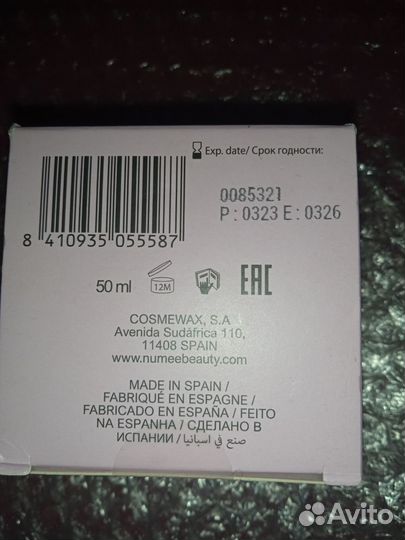 Exp. date/ Срок годности:
0085321
P: 0323 E: 0326
8 410935 055587
50 ml
12M
EAC
COSMEWAX, S.A.
Avenida Sudáfrica 110,
11408 SPAIN
www.numeebeauty.com
MADE IN SPAIN /
FABRIQUÉ EN ESPAGNE /
FABRICADO EN ESPAÑA / FEITO
NA ESPANHA / СДЕЛАНО В
ИСПАНИИ / صنع في اسبانيا
Avito